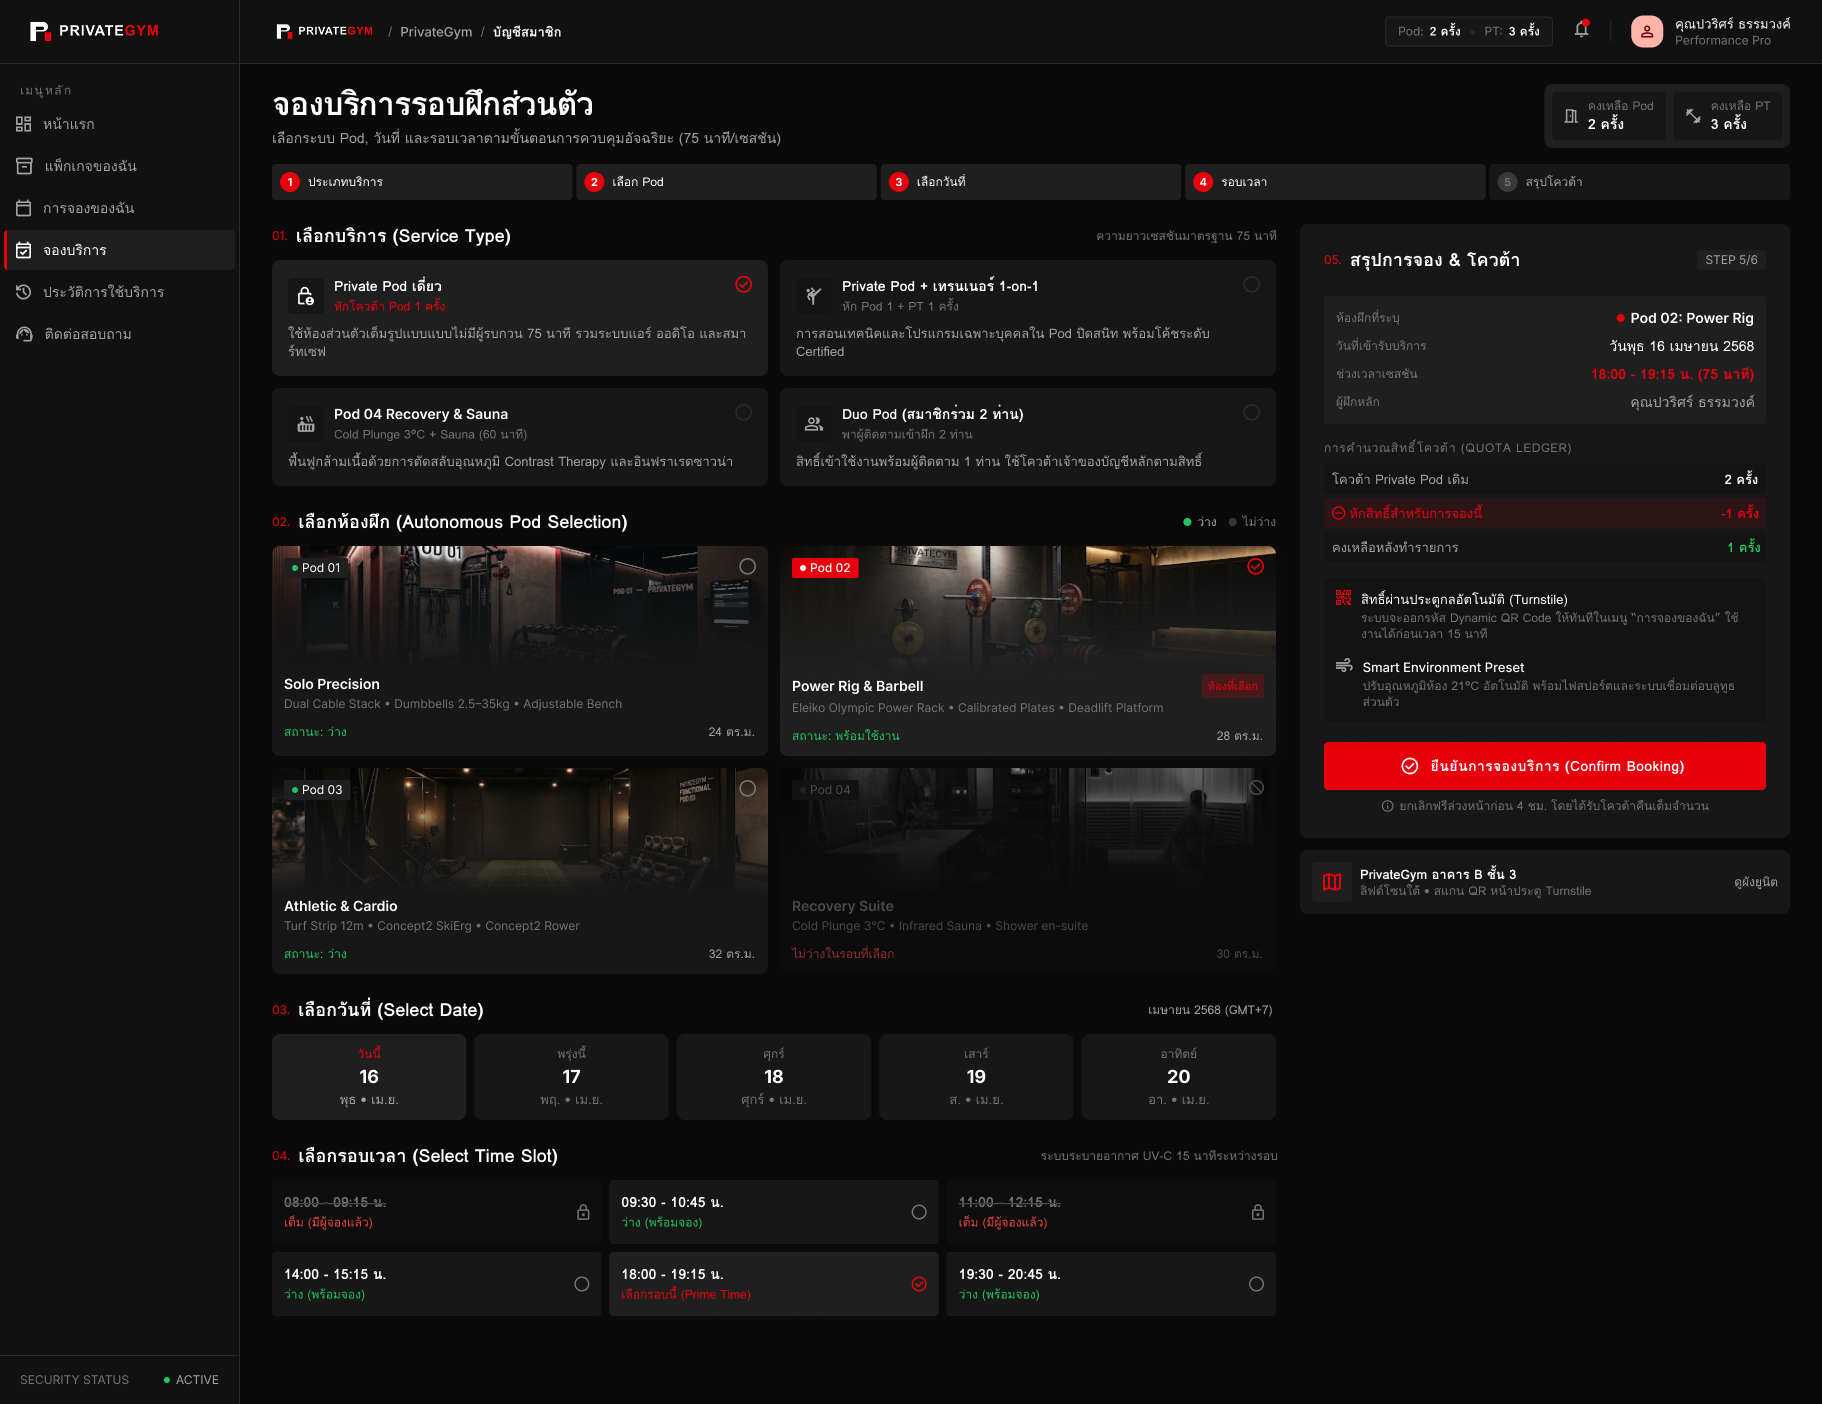 PRIVATEGYM
PRIVATEGYM / PrivateGym / บัญชีสมาชิก
Pod: 2 ครั้ง • PT: 3 ครั้ง
คุณปวริศร์ ธรรมวงค์
Performance Pro
เมนูหลัก
หน้าแรก
แพ็กเกจของฉัน
การจองของฉัน
จองบริการ
ประวัติการใช้บริการ
ติดต่อสอบถาม
SECURITY STATUS
ACTIVE
จองบริการรอบฝึกส่วนตัว
เลือกระบบ Pod, วันที่ และรอบเวลาตามขั้นตอนการควบคุมอัจฉริยะ (75 นาที/เซสชัน)
คงเหลือ Pod
2 ครั้ง
คงเหลือ PT
3 ครั้ง
1 ประเภทบริการ
2 เลือก Pod
3 เลือกวันที่
4 รอบเวลา
5 สรุปโควต้า
01. เลือกบริการ (Service Type)
ความยาวเซสชันมาตรฐาน 75 นาที
Private Pod เดี่ยว
หักโควต้า Pod 1 ครั้ง
ใช้ห้องส่วนตัวเต็มรูปแบบแบบไม่มีผู้รบกวน 75 นาที รวมระบบแอร์ ออดิโอ และสมา
ร์ทเซฟ
Private Pod + เทรนเนอร์ 1-on-1
หัก Pod 1 + PT 1 ครั้ง
การสอนเทคนิคและโปรแกรมเฉพาะบุคคลใน Pod ปิดสนิท พร้อมโค้ชระดับ
Certified
Pod 04 Recovery & Sauna
Cold Plunge 3°C + Sauna (60 นาที)
ฟื้นฟูกล้ามเนื้อด้วยการตัดสลับอุณหภูมิ Contrast Therapy และอินฟราเรดซาวน่า
Duo Pod (สมาชิกร่วม 2 ท่าน)
พาผู้ติดตามเข้าฝึก 2 ท่าน
สิทธิ์เข้าใช้งานพร้อมผู้ติดตาม 1 ท่าน ใช้โควต้าเจ้าของบัญชีหลักตามสิทธิ์
02. เลือกห้องฝึก (Autonomous Pod Selection)
ว่าง
ไม่ว่าง
OD 01
POD 01 — PRIVATEGYM
Pod 01
Solo Precision
Dual Cable Stack • Dumbbells 2.5–35kg • Adjustable Bench
สถานะ: ว่าง
24 ตร.ม.
PRIVATEGYM
Pod 02
Power Rig & Barbell
ห้องที่เลือก
Eleiko Olympic Power Rack • Calibrated Plates • Deadlift Platform
สถานะ: พร้อมใช้งาน
28 ตร.ม.
PRIVATEGYM —
FUNCTIONAL
POD 03
Pod 03
Athletic & Cardio
Turf Strip 12m • Concept2 SkiErg • Concept2 Rower
สถานะ: ว่าง
32 ตร.ม.
Pod 04
Recovery Suite
Cold Plunge 3°C • Infrared Sauna • Shower en-suite
ไม่ว่างในรอบที่เลือก
30 ตร.ม.
03. เลือกวันที่ (Select Date)
เมษายน 2568 (GMT+7)
วันนี้
16
พุธ • เม.ย.
พรุ่งนี้
17
พฤ. • เม.ย.
ศุกร์
18
ศุกร์ • เม.ย.
เสาร์
19
ส. • เม.ย.
อาทิตย์
20
อา. • เม.ย.
04. เลือกรอบเวลา (Select Time Slot)
ระบบระบายอากาศ UV-C 15 นาทีระหว่างรอบ
08:00 - 09:15 น.
เต็ม (มีผู้จองแล้ว)
09:30 - 10:45 น.
ว่าง (พร้อมจอง)
11:00 - 12:15 น.
เต็ม (มีผู้จองแล้ว)
14:00 - 15:15 น.
ว่าง (พร้อมจอง)
18:00 - 19:15 น.
เลือกรอบนี้ (Prime Time)
19:30 - 20:45 น.
ว่าง (พร้อมจอง)
05. สรุปการจอง & โควต้า
STEP 5/6
ห้องฝึกที่ระบุ
Pod 02: Power Rig
วันที่เข้ารับบริการ
วันพุธ 16 เมษายน 2568
ช่วงเวลาเซสชัน
18:00 - 19:15 น. (75 นาที)
ผู้ฝึกหลัก
คุณปวริศร์ ธรรมวงค์
การคำนวณสิทธิ์โควต้า (QUOTA LEDGER)
โควต้า Private Pod เดิม
2 ครั้ง
หักสิทธิ์สำหรับการจองนี้
-1 ครั้ง
คงเหลือหลังทำรายการ
1 ครั้ง
สิทธิ์ผ่านประตูกลอัตโนมัติ (Turnstile)
ระบบจะออกรหัส Dynamic QR Code ให้ทันทีในเมนู “การจองของฉัน” ใช้
งานได้ก่อนเวลา 15 นาที
Smart Environment Preset
ปรับอุณหภูมิห้อง 21°C อัตโนมัติ พร้อมไฟสปอร์ตและระบบเชื่อมต่อบลูทูธ
ส่วนตัว
ยืนยันการจองบริการ (Confirm Booking)
ยกเลิกฟรีล่วงหน้าก่อน 4 ชม. โดยได้รับโควต้าคืนเต็มจำนวน
PrivateGym อาคาร B ชั้น 3
ลิฟต์โซนใต้ • สแกน QR หน้าประตู Turnstile
ดูผังยูนิต